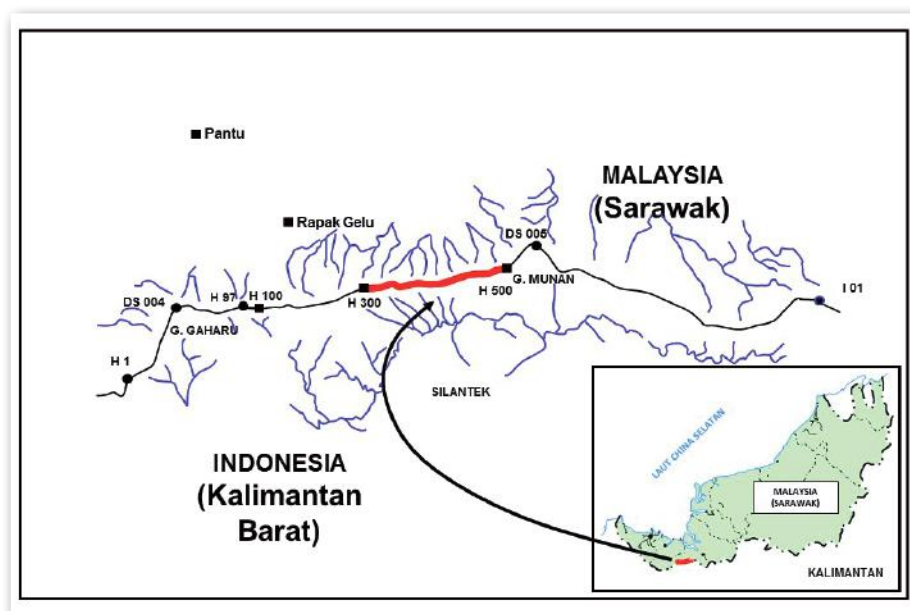 Pantu
MALAYSIA
(Sarawak)
Rapak Gelu
DS 005
G. MUNAN
H 500
H 300
DS 004
H 97
H 100
G. GAHARU
I 01
H 1
SILANTEK
INDONESIA
(Kalimantan
Barat)
LAUT CHINA SELATAN
MALAYSIA
(SARAWAK)
KALIMANTAN